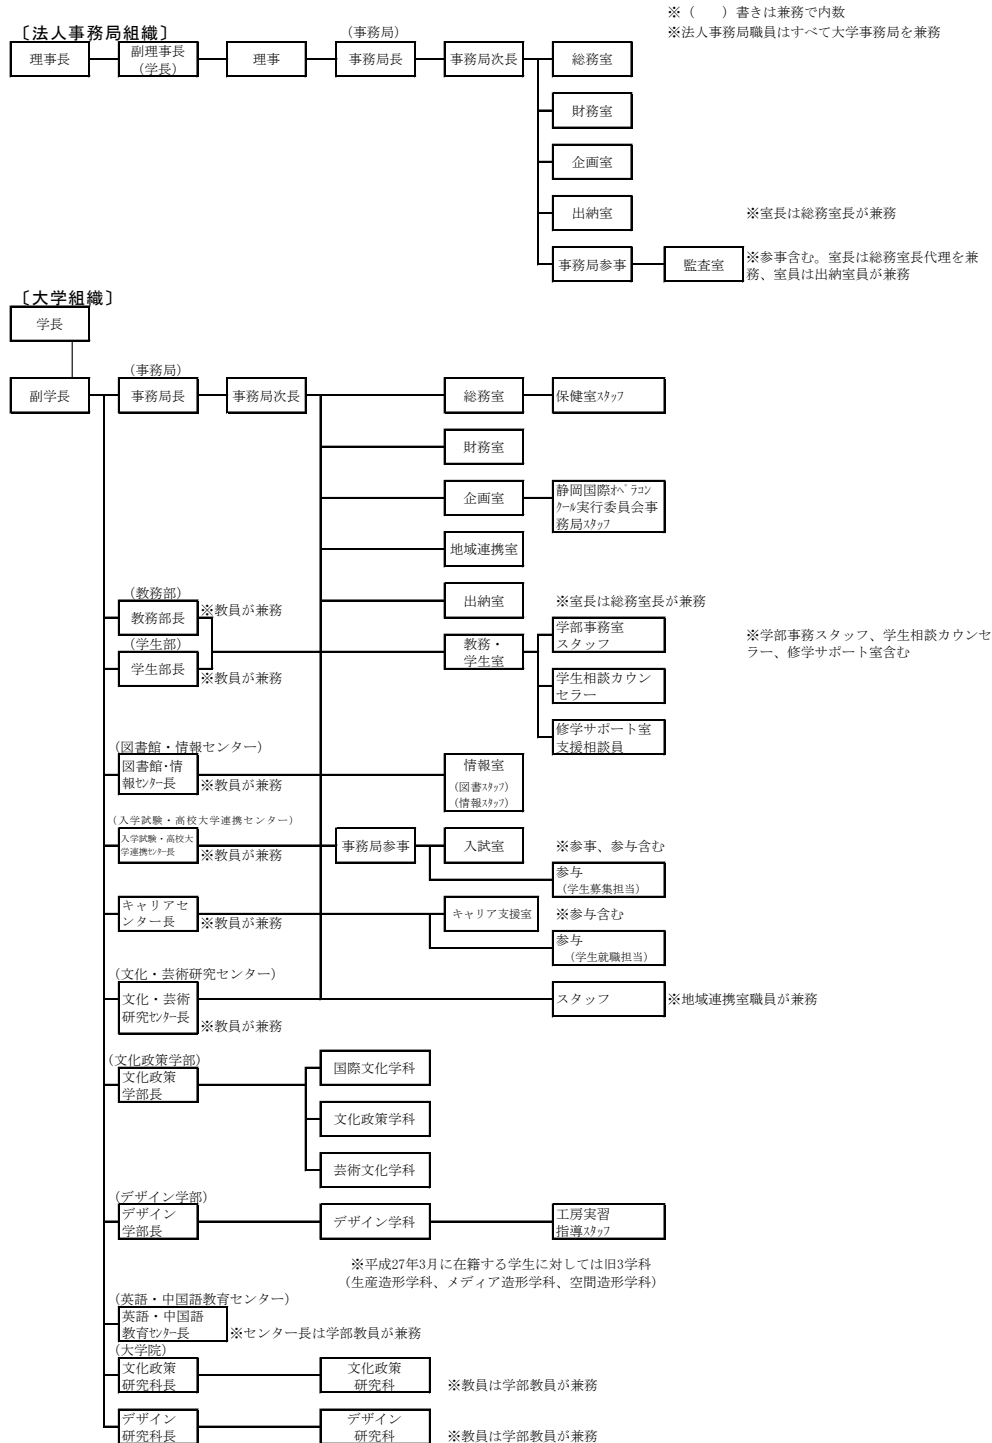 ※（　　）書きは兼務で内数
〔法人事務局組織〕
（事務局）
※法人事務局職員はすべて大学事務局を兼務
理事長
副理事長
（学長）
理事
事務局長
事務局次長
総務室
財務室
企画室
出納室
※室長は総務室長が兼務
事務局参事
監査室
※参事含む。室長は総務室長代理を兼
務、室員は出納室員が兼務
〔大学組織〕
学長
（事務局）
副学長
事務局長
事務局次長
総務室
保健室ｽﾀｯﾌ
財務室
企画室
静岡国際ｵﾍﾟﾗｺﾝ
ｸｰﾙ実行委員会事
務局ｽﾀｯﾌ
地域連携室
出納室
※室長は総務室長が兼務
（教務部）
教務部長
※教員が兼務
（学生部）
学生部長
※教員が兼務
教務・
学生室
学部事務室
スタッフ
※学部事務スタッフ、学生相談カウンセ
ラー、修学サポート室含む
学生相談カウン
セラー
修学サポート室
支援相談員
（図書館・情報センター）
図書館・情
報ｾﾝﾀｰ長
※教員が兼務
情報室
（図書ｽﾀｯﾌ）
（情報ｽﾀｯﾌ）
（入学試験・高校大学連携センター）
入学試験・高校大
学連携ｾﾝﾀｰ長
※教員が兼務
事務局参事
入試室
※参事、参与含む
参与
（学生募集担当）
キャリアセ
ンター長
※教員が兼務
キャリア支援室
※参与含む
参与
（学生就職担当）
（文化・芸術研究センター）
文化・芸術
研究ｾﾝﾀｰ長
※教員が兼務
スタッフ
※地域連携室職員が兼務
（文化政策学部）
文化政策
学部長
国際文化学科
文化政策学科
芸術文化学科
（デザイン学部）
デザイン
学部長
デザイン学科
工房実習
指導ｽﾀｯﾌ
※平成27年3月に在籍する学生に対しては旧3学科
（生産造形学科、メディア造形学科、空間造形学科）
（英語・中国語教育センター）
英語・中国語
教育ｾﾝﾀｰ長
※センター長は学部教員が兼務
（大学院）
文化政策
研究科長
文化政策
研究科
※教員は学部教員が兼務
デザイン
研究科長
デザイン
研究科
※教員は学部教員が兼務